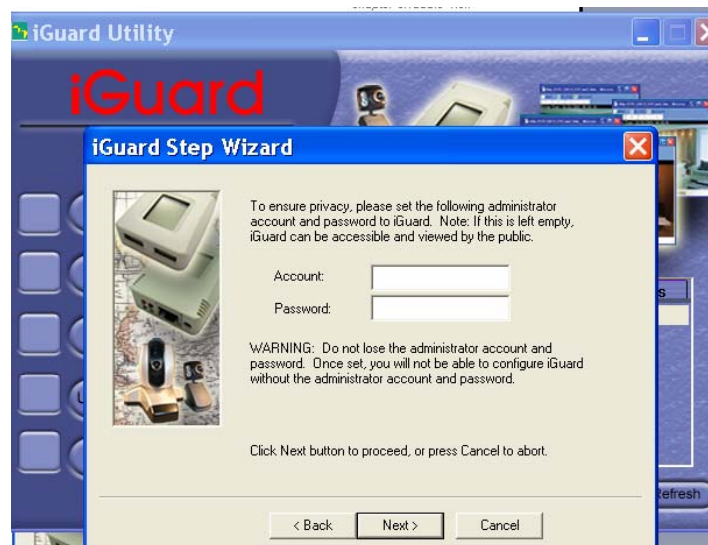 iGuard Utility
iGuard
iGuard Step Wizard
To ensure privacy, please set the following administrator
account and password to iGuard. Note: If this is left empty,
iGuard can be accessible and viewed by the public.
Account:
Password:
WARNING: Do not lose the administrator account and
password. Once set, you will not be able to configure iGuard
without the administrator account and password.
Click Next button to proceed, or press Cancel to abort.
Refresh
< Back
Next >
Cancel